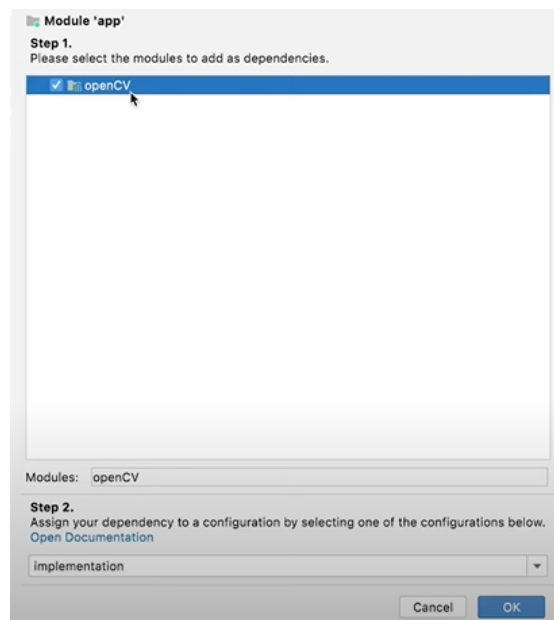 Module 'app'
Step 1.
Please select the modules to add as dependencies.
openCV
Modules: openCV
Step 2.
Assign your dependency to a configuration by selecting one of the configurations below.
Open Documentation
implementation
Cancel OK